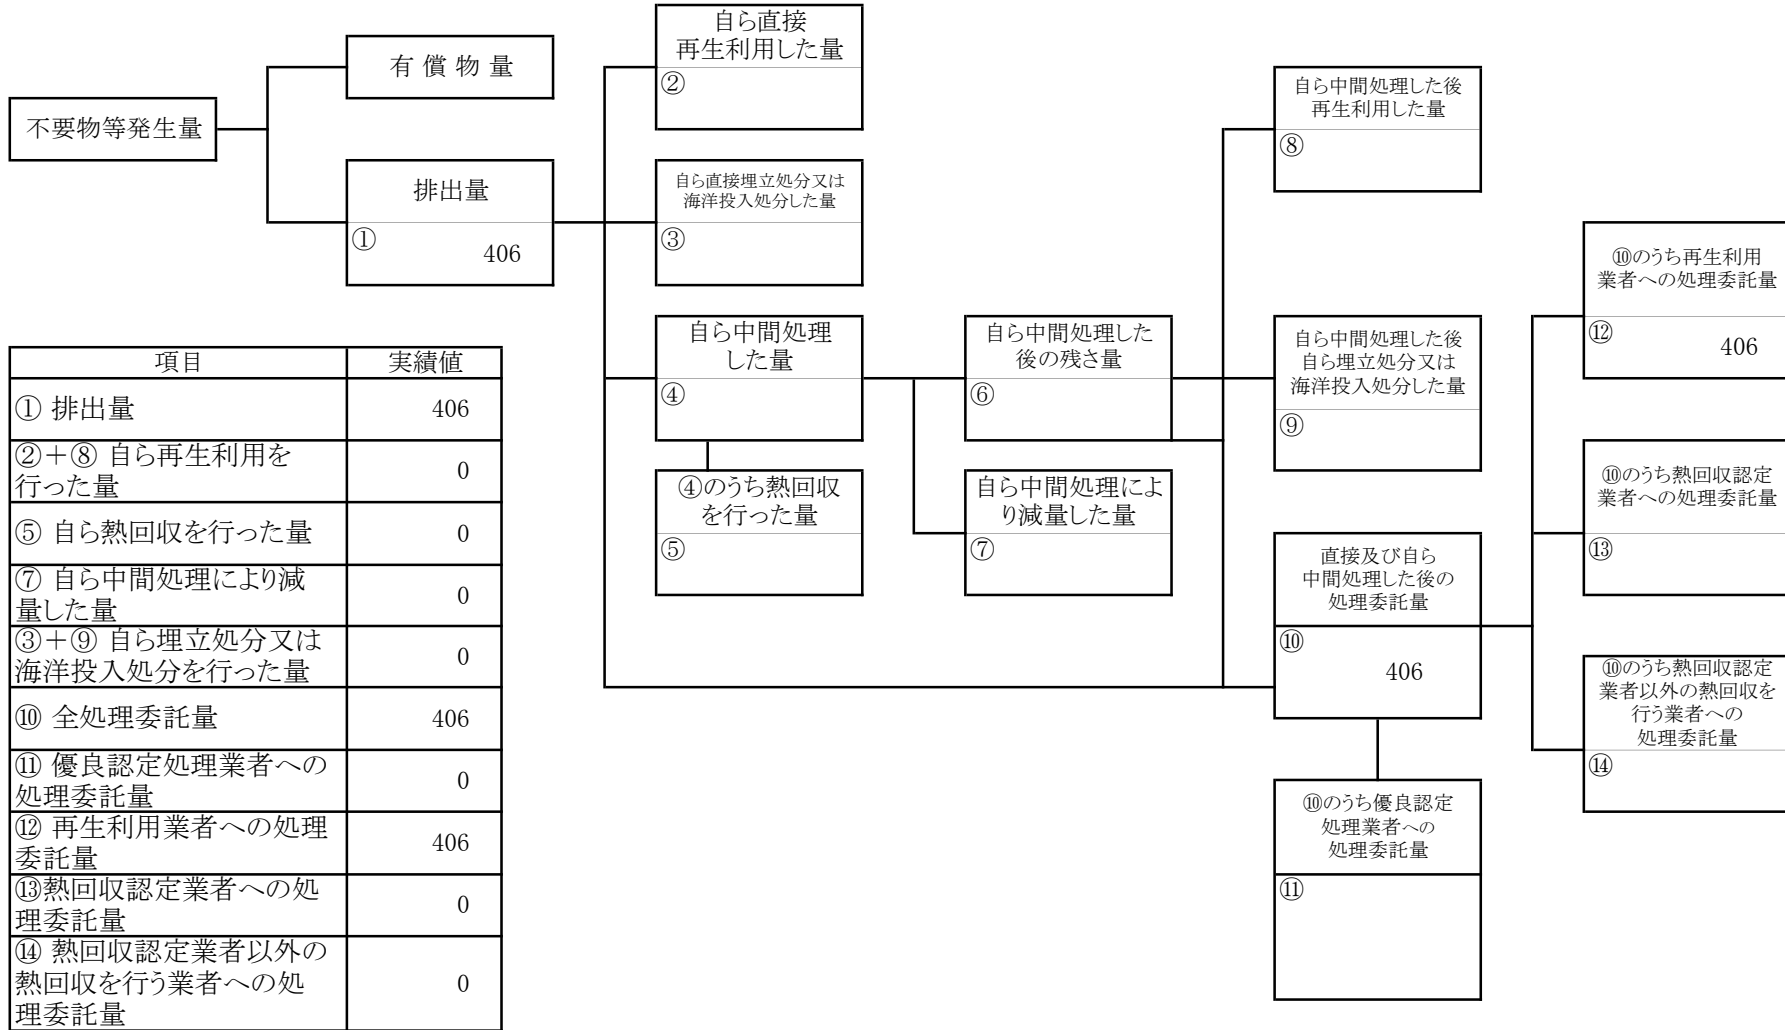 不要物等発生量
有 償 物 量
排出量
①
406
自ら直接
再生利用した量
②
自ら直接埋立処分又は
海洋投入処分した量
③
自ら中間処理
した量
④
④のうち熱回収
を行った量
⑤
自ら中間処理した
後の残さ量
⑥
自ら中間処理によ
り減量した量
⑦
自ら中間処理した後
再生利用した量
⑧
自ら中間処理した後
自ら埋立処分又は
海洋投入処分した量
⑨
直接及び自ら
中間処理した後の
処理委託量
⑩
406
⑩のうち優良認定
処理業者への
処理委託量
⑪
⑩のうち再生利用
業者への処理委託量
⑫
406
⑩のうち熱回収認定
業者への処理委託量
⑬
⑩のうち熱回収認定
業者以外の熱回収を
行う業者への
処理委託量
⑭
項目 実績値
① 排出量 406
②＋⑧ 自ら再生利用を
行った量 0
⑤ 自ら熱回収を行った量 0
⑦ 自ら中間処理により減
量した量 0
③＋⑨ 自ら埋立処分又は
海洋投入処分を行った量 0
⑩ 全処理委託量 406
⑪ 優良認定処理業者への
処理委託量 0
⑫ 再生利用業者への処理
委託量 406
⑬熱回収認定業者への処
理委託量 0
⑭ 熱回収認定業者以外の
熱回収を行う業者への処
理委託量 0